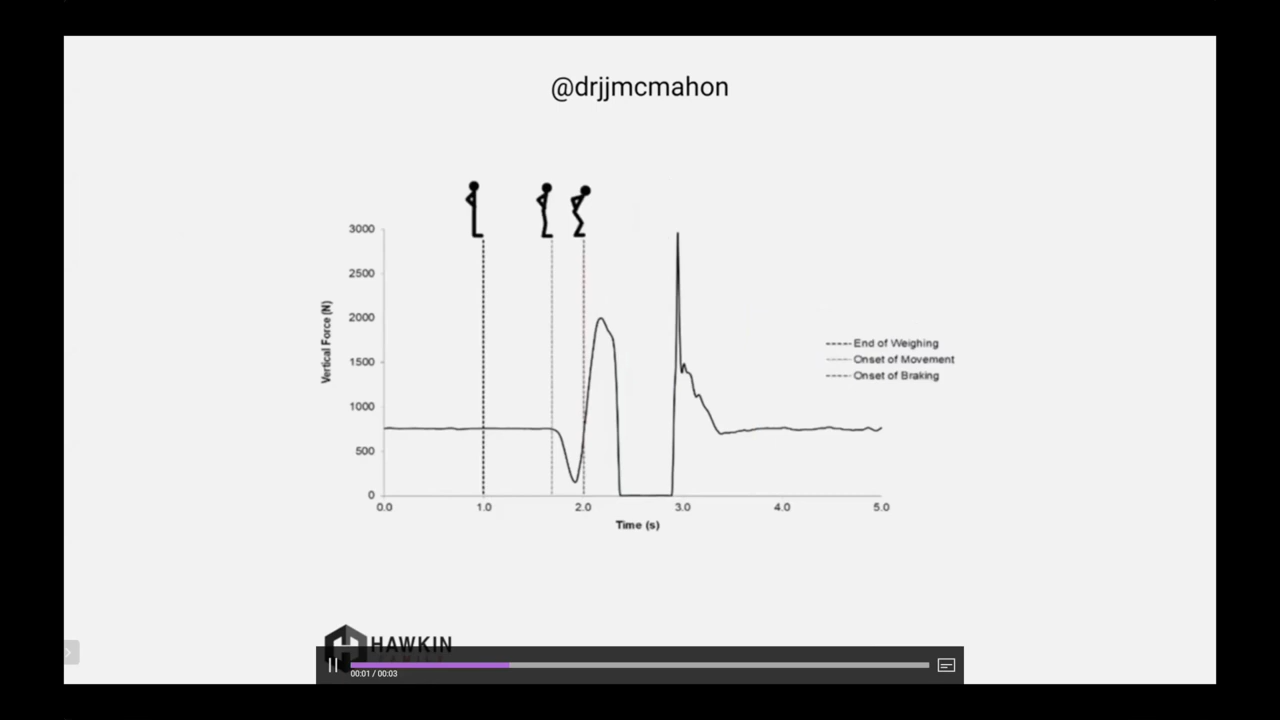 @drjjmcmahon
3000
2500
2000
1500
1000
500
0
Vertical Force (N)
0.0 1.0 2.0 3.0 4.0 5.0
Time (s)
End of Weighing
Onset of Movement
Onset of Braking
HAWKIN
00:01 / 00:03